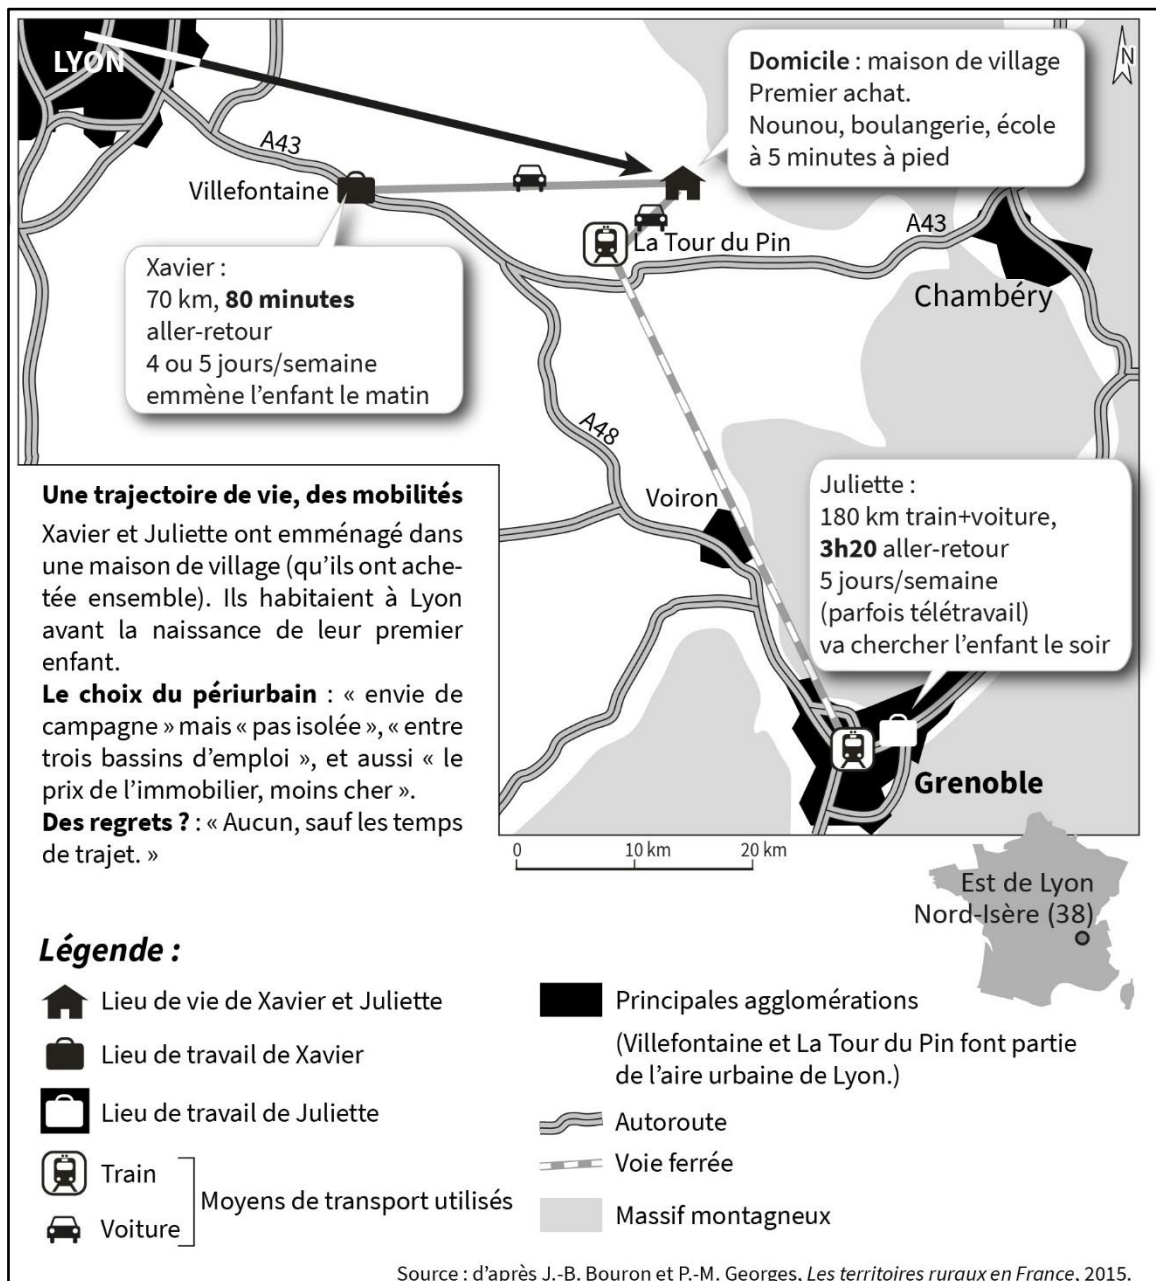 LYON
Domicile : maison de village
Premier achat.
Nounou, boulangerie, école
à 5 minutes à pied
N
A43
Villefontaine
La Tour du Pin
A43
Chambéry
Xavier :
70 km, 80 minutes
aller-retour
4 ou 5 jours/semaine
emmène l’enfant le matin
A48
Voiron
Juliette :
180 km train+voiture,
3h20 aller-retour
5 jours/semaine
(parfois télétravail)
va chercher l’enfant le soir
Grenoble
Une trajectoire de vie, des mobilités
Xavier et Juliette ont emménagé dans
une maison de village (qu’ils ont ache-
tée ensemble). Ils habitaient à Lyon
avant la naissance de leur premier
enfant.
Le choix du périurbain : « envie de
campagne » mais « pas isolée », « entre
trois bassins d’emploi », et aussi « le
prix de l’immobilier, moins cher ».
Des regrets ? : « Aucun, sauf les temps
de trajet. »
0 10 km 20 km
Est de Lyon
Nord-Isère (38)
Légende :
Lieu de vie de Xavier et Juliette
Lieu de travail de Xavier
Lieu de travail de Juliette
Train
Voiture
Moyens de transport utilisés
Principales agglomérations
(Villefontaine et La Tour du Pin font partie
de l’aire urbaine de Lyon.)
Autoroute
Voie ferrée
Massif montagneux
Source : d’après J.-B. Bouron et P.-M. Georges, Les territoires ruraux en France, 2015.